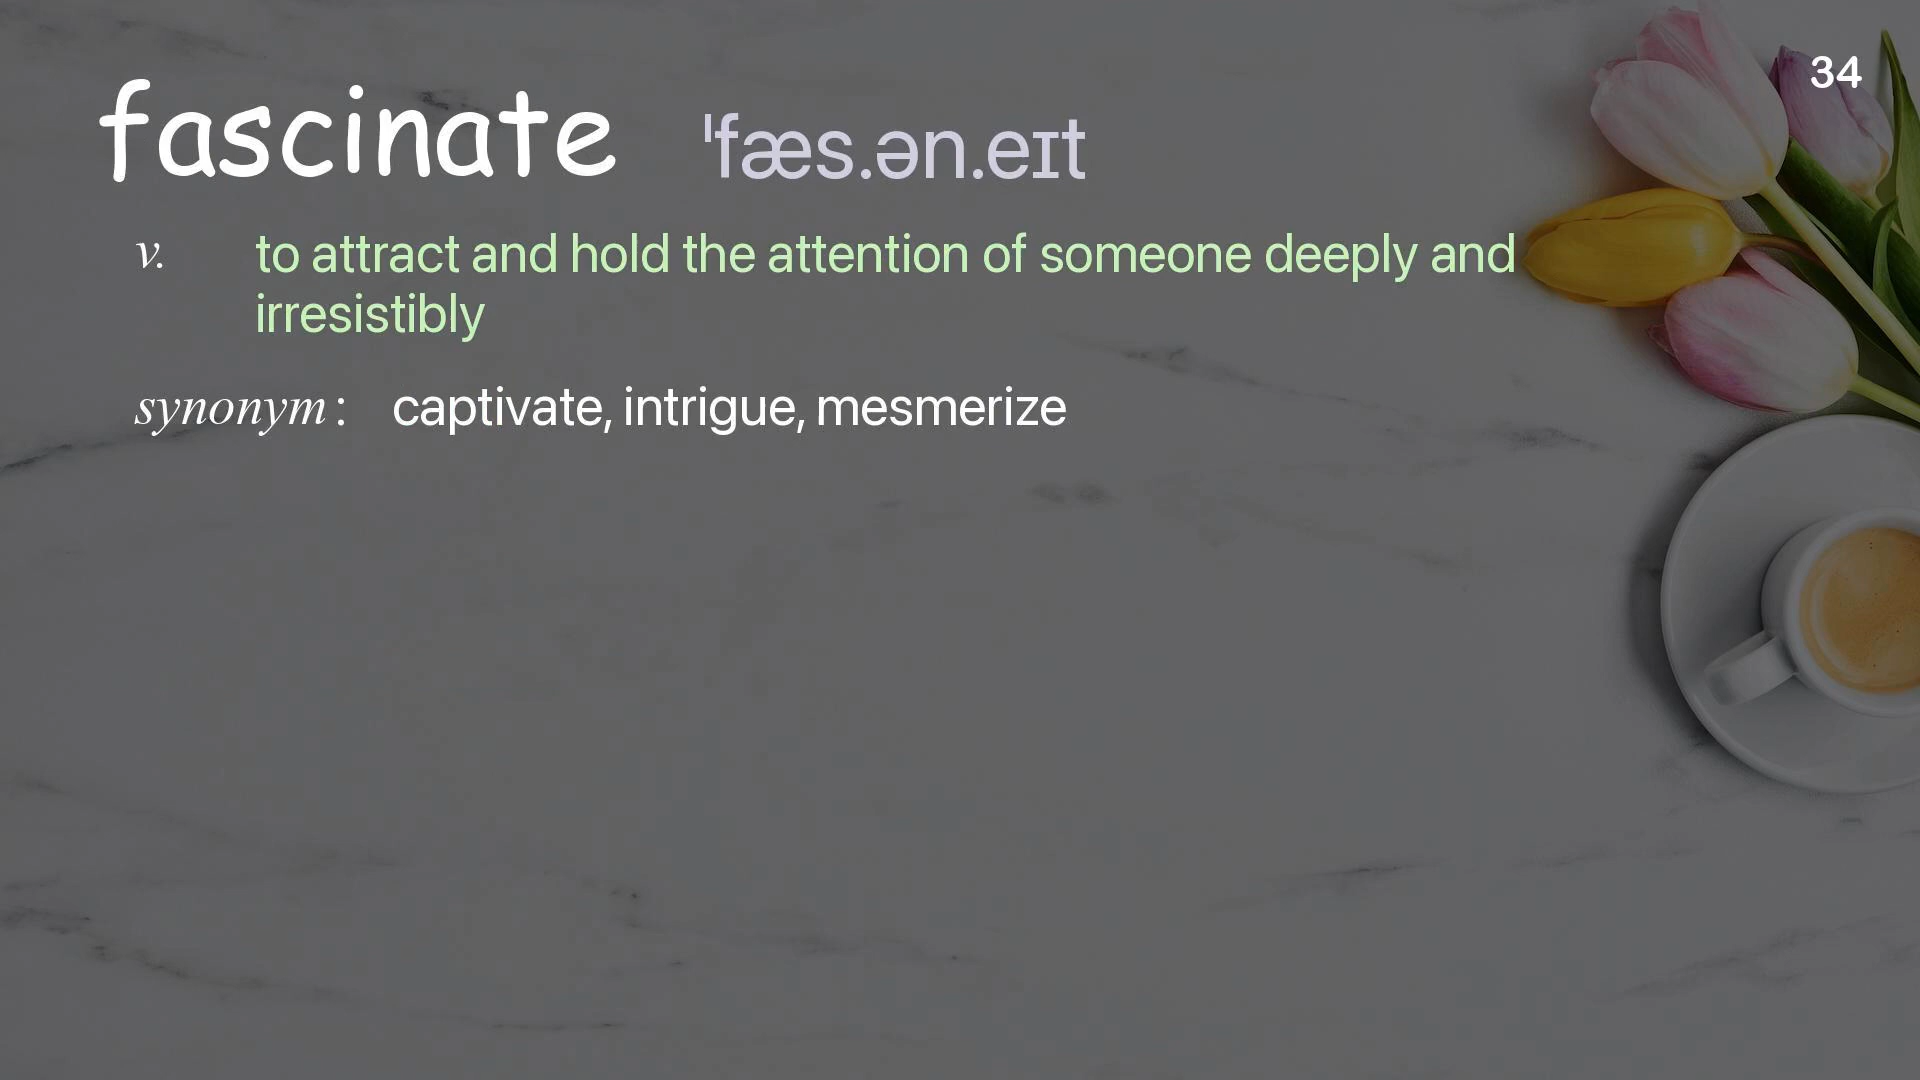 34
fascinate ˈfæs.ən.eɪt
v. to attract and hold the attention of someone deeply and
irresistibly
synonym : captivate, intrigue, mesmerize